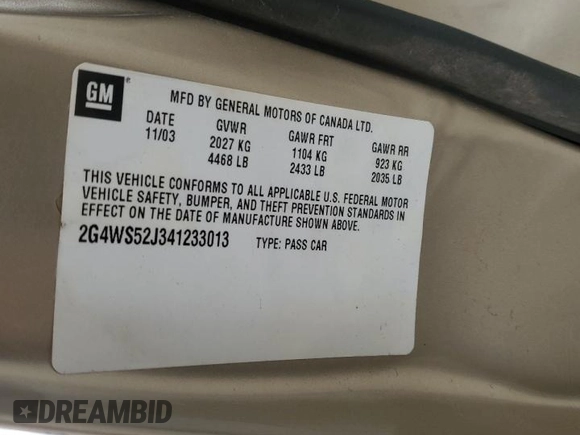 GM
MFD BY GENERAL MOTORS OF CANADA LTD.
DATE GVWR GAWR FRT GAWR RR
11/03 2027 KG 1104 KG 923 KG
4468 LB 2433 LB 2035 LB
THIS VEHICLE CONFORMS TO ALL APPLICABLE U.S. FEDERAL MOTOR
VEHICLE SAFETY, BUMPER, AND THEFT PREVENTION STANDARDS IN
EFFECT ON THE DATE OF MANUFACTURE SHOWN ABOVE.
2G4WS52J341233013 TYPE: PASS CAR
DREAMBID